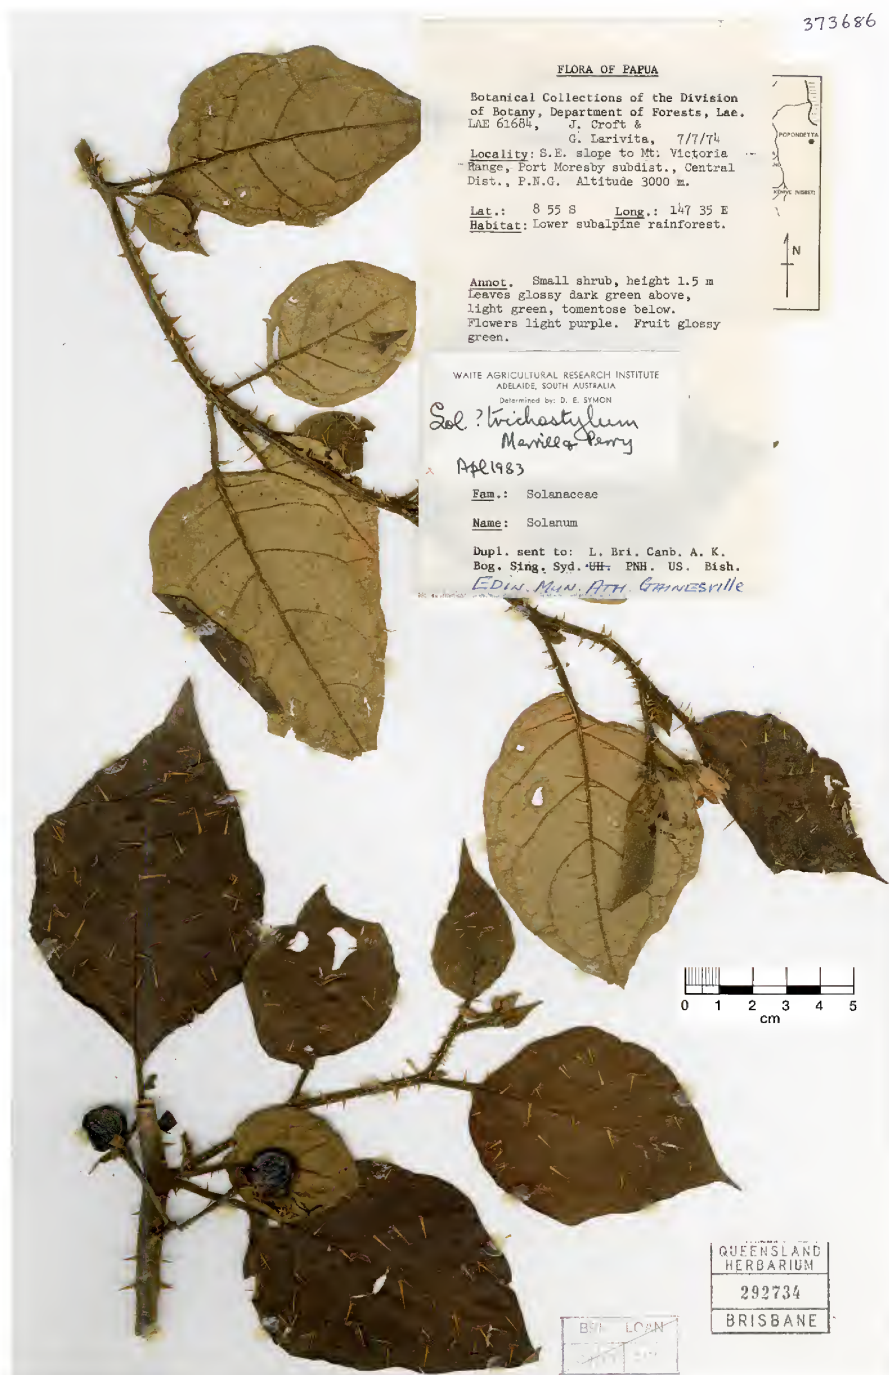 373686
FLORA OF PAPUA
Botanical Collections of the Division
of Botany, Department of Forests, Lae.
LAE 61684, J. Croft &
G. Larivita, 7/7/74
Locality: S.E. slope to Mt. Victoria
Range, Port Moresby subdist., Central
Dist., P.N.G. Altitude 3000 m.
Lat.: 8 55 S Long.: 147 35 E
Habitat: Lower subalpine rainforest.
Annot. Small shrub, height 1.5 m
Leaves glossy dark green above,
light green, tomentose below.
Flowers light purple. Fruit glossy
green.
POPONDETTA
N
WAITE AGRICULTURAL RESEARCH INSTITUTE
ADELAIDE, SOUTH AUSTRALIA
Determined by: D. E. SYMON
Sol ? trichostylum
Merrill & Perry
Apl 1983
Fam.: Solanaceae
Name: Solanum
Dupl. sent to: L. Bri. Canb. A. K.
Bog. Sing. Syd. UH. PNH. US. Bish.
EDIN. MUN. ATH. GAINESville
0 1 2 3 4 5
cm
QUEENSLAND
HERBARIUM
292734
BRISBANE
BRI LOAN